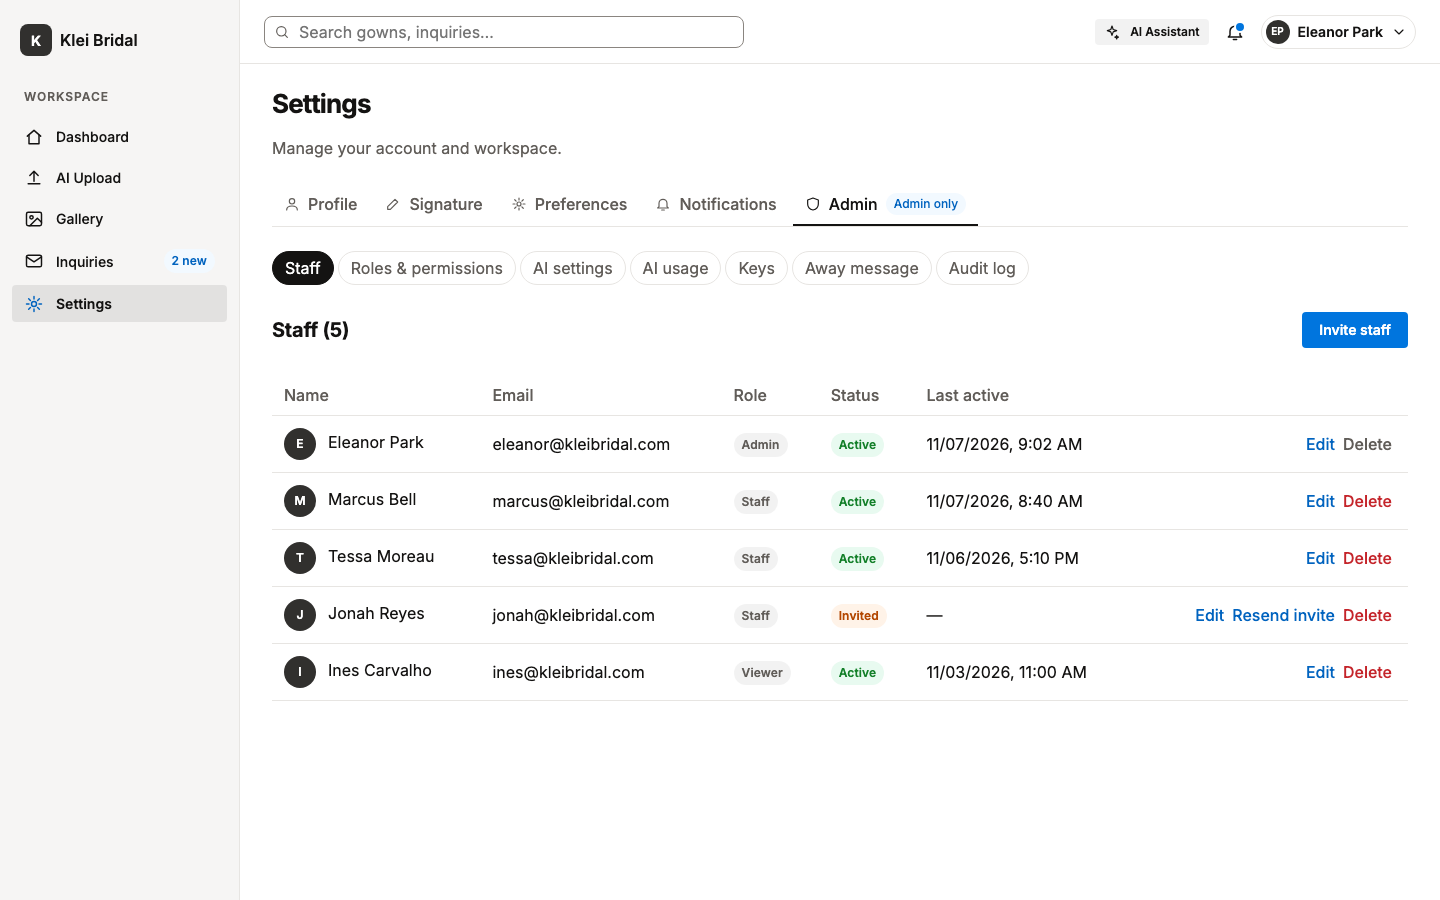 K Klei Bridal
Search gowns, inquiries...
AI Assistant
EP Eleanor Park
WORKSPACE
Dashboard
AI Upload
Gallery
Inquiries 2 new
Settings
Settings
Manage your account and workspace.
Profile Signature Preferences Notifications Admin Admin only
Staff Roles & permissions AI settings AI usage Keys Away message Audit log
Staff (5) Invite staff
Name Email Role Status Last active
E Eleanor Park eleanor@kleibridal.com Admin Active 11/07/2026, 9:02 AM Edit Delete
M Marcus Bell marcus@kleibridal.com Staff Active 11/07/2026, 8:40 AM Edit Delete
T Tessa Moreau tessa@kleibridal.com Staff Active 11/06/2026, 5:10 PM Edit Delete
J Jonah Reyes jonah@kleibridal.com Staff Invited — Edit Resend invite Delete
I Ines Carvalho ines@kleibridal.com Viewer Active 11/03/2026, 11:00 AM Edit Delete